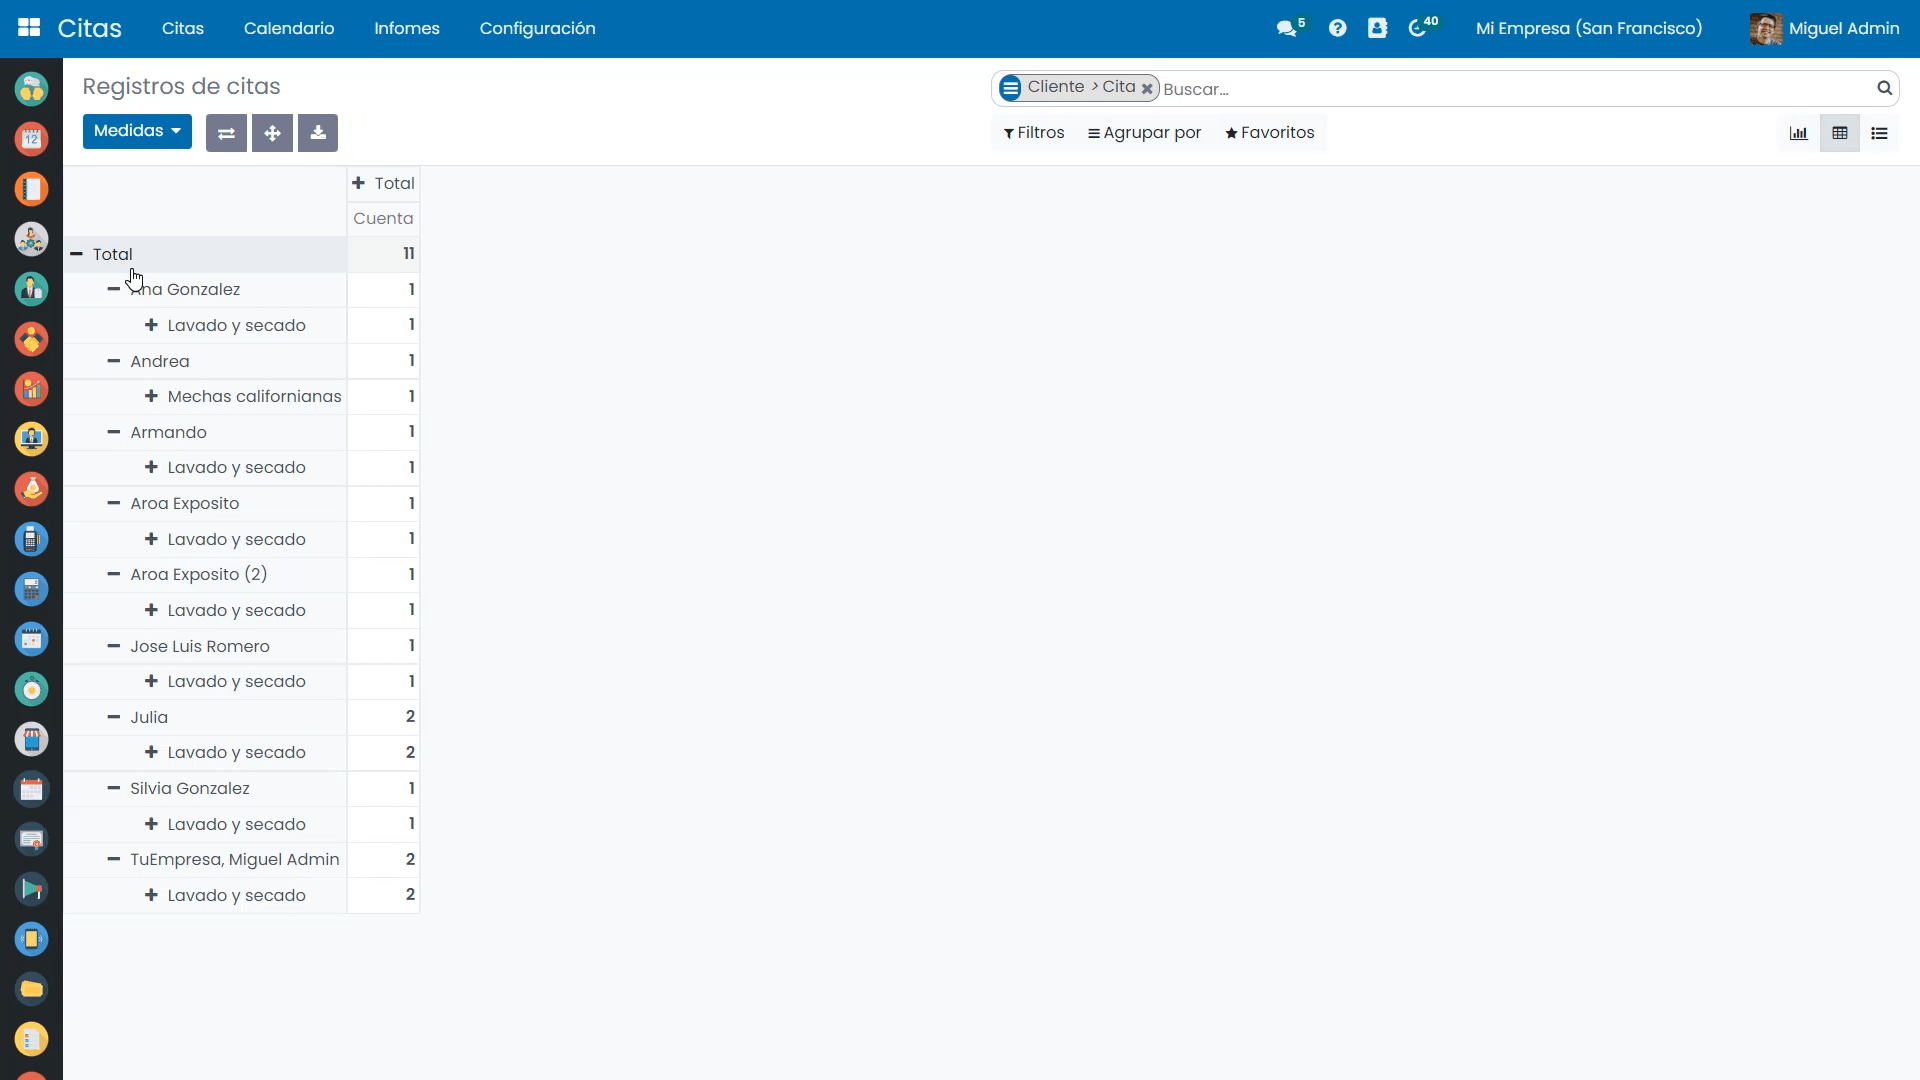 Citas
Citas
Calendario
Infomes
Configuración
5
40
Mi Empresa (San Francisco)
Miguel Admin
Registros de citas
Cliente > Cita
Buscar...
Medidas
Filtros
Agrupar por
Favoritos
12
Total
Cuenta
Total 11
Ana Gonzalez 1
Lavado y secado 1
Andrea 1
Mechas californianas 1
Armando 1
Lavado y secado 1
Aroa Exposito 1
Lavado y secado 1
Aroa Exposito (2) 1
Lavado y secado 1
Jose Luis Romero 1
Lavado y secado 1
Julia 2
Lavado y secado 2
Silvia Gonzalez 1
Lavado y secado 1
TuEmpresa, Miguel Admin 2
Lavado y secado 2